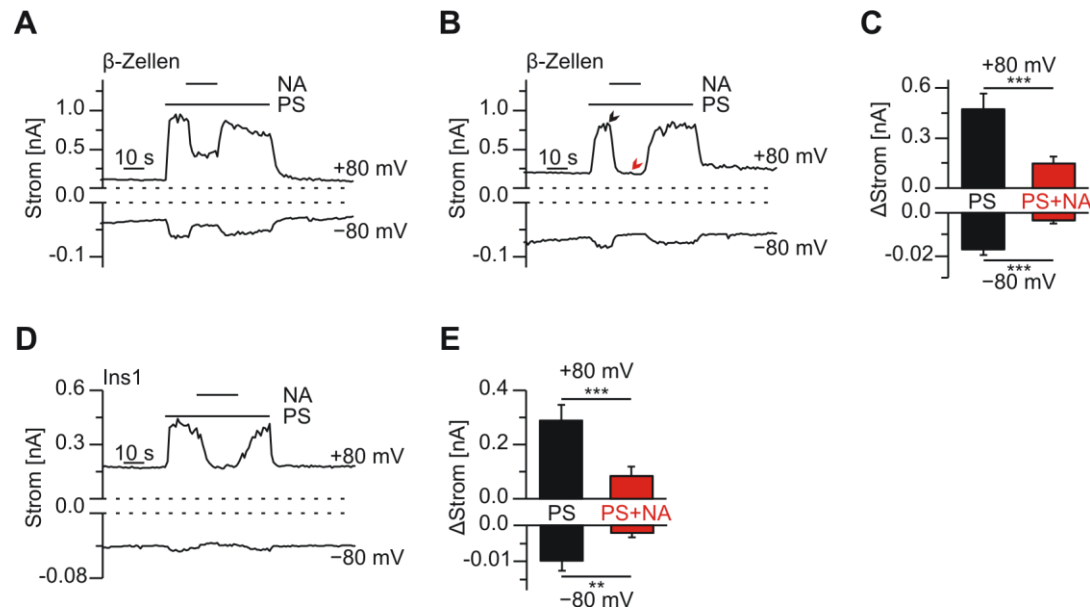 A
β-Zellen
NA
PS
1.0
0.5
0.0
-0.1
Strom [nA]
10 s
+80 mV
−80 mV
B
β-Zellen
NA
PS
1.0
0.5
0.0
-0.1
Strom [nA]
10 s
+80 mV
−80 mV
C
+80 mV
***
0.6
0.3
0.0
-0.02
ΔStrom [nA]
PS
PS+NA
***
−80 mV
D
Ins1
NA
PS
0.6
0.3
0.0
-0.08
Strom [nA]
10 s
+80 mV
−80 mV
E
+80 mV
***
0.4
0.2
0.0
-0.01
ΔStrom [nA]
PS
PS+NA
**
−80 mV